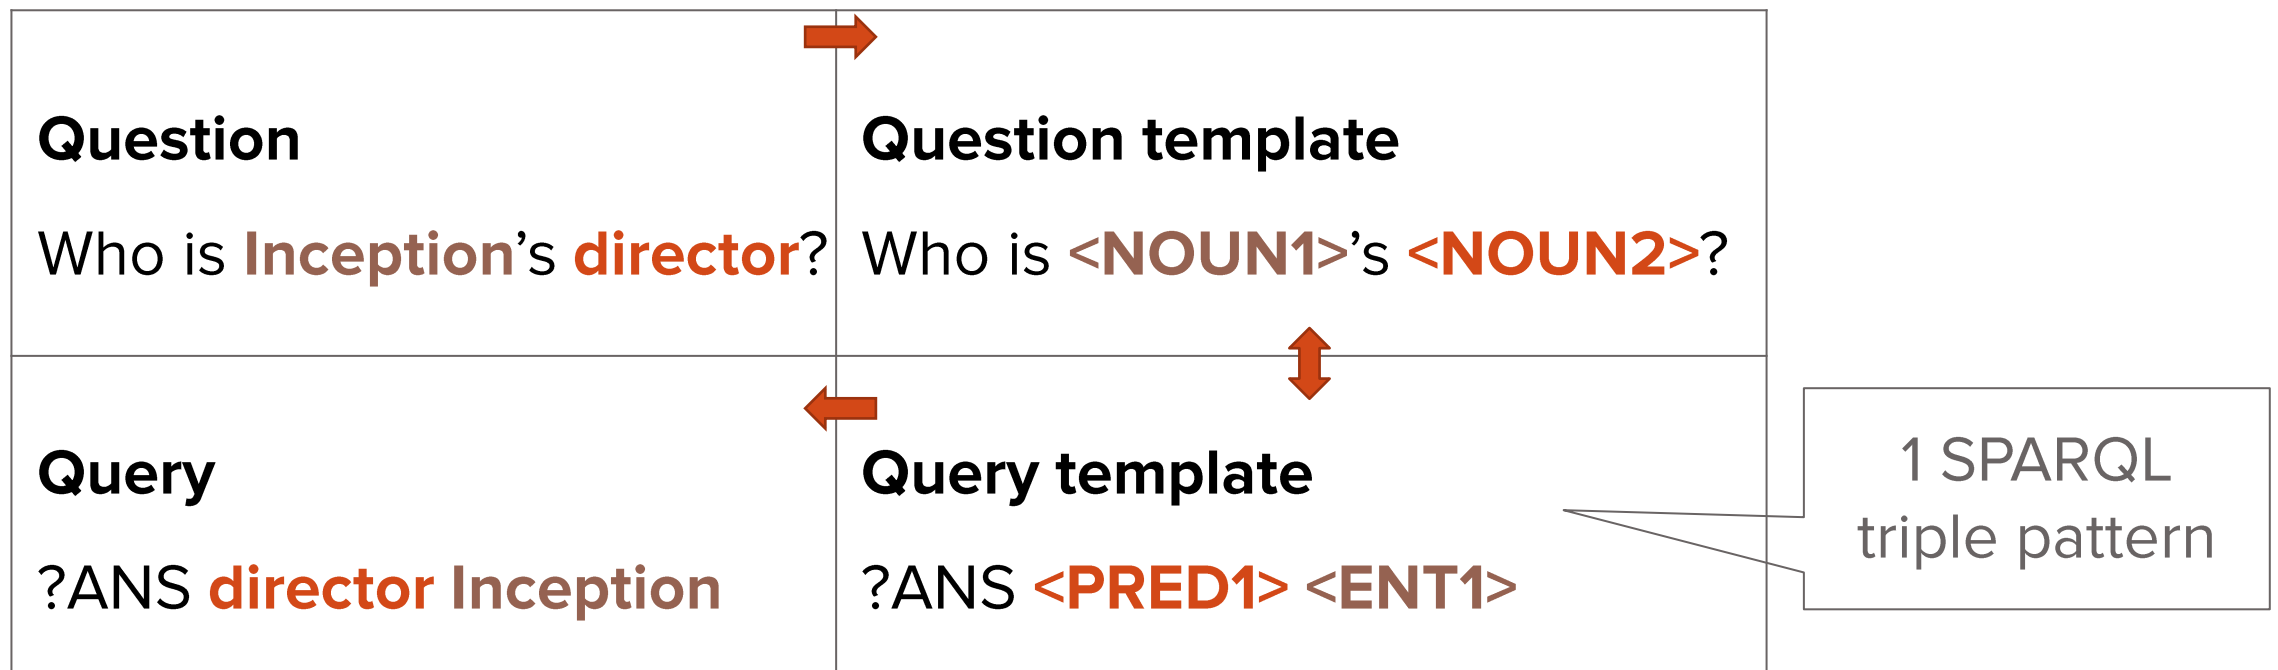 Question
Who is Inception’s director?
Question template
Who is <NOUN1>’s <NOUN2>?
Query
?ANS director Inception
Query template
?ANS <PRED1> <ENT1>
1 SPARQL
triple pattern